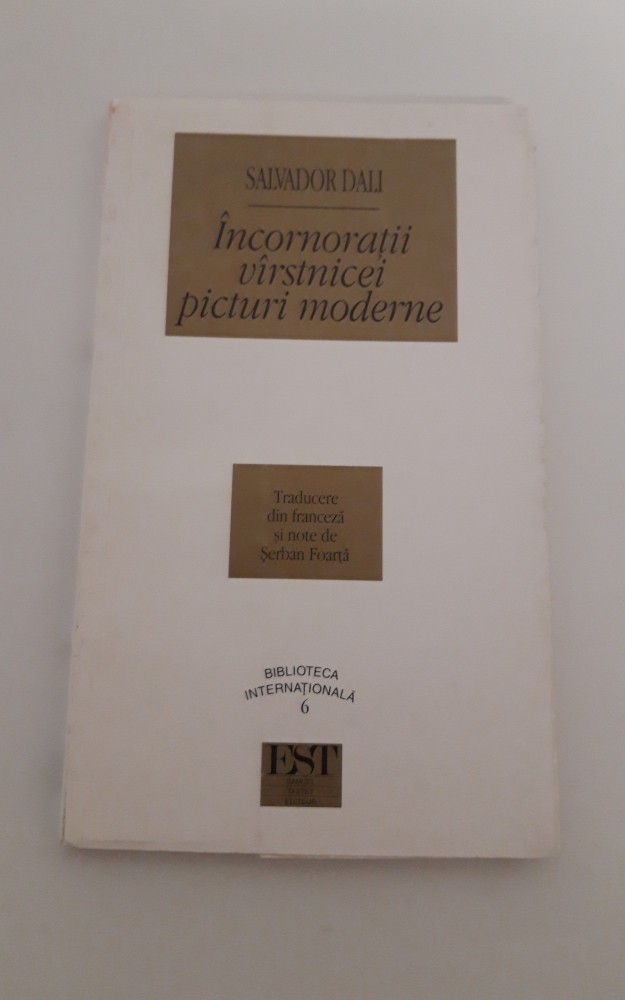 SALVADOR DALI
Încornorații
vîrstnicei
picturi moderne
Traducere
din franceză
și note de
Șerban Foarță
BIBLIOTECA
INTERNAȚIONALĂ
6
EST